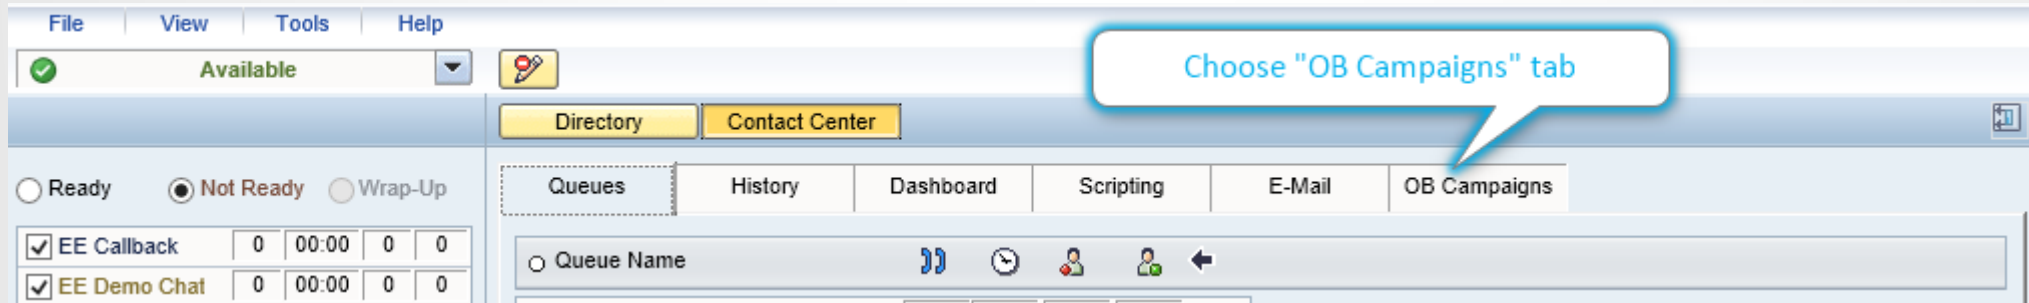 File View Tools Help
Available
Choose "OB Campaigns" tab
Directory Contact Center
Ready Not Ready Wrap-Up
Queues History Dashboard Scripting E-Mail OB Campaigns
EE Callback 0 00:00 0 0
Queue Name
EE Demo Chat 0 00:00 0 0